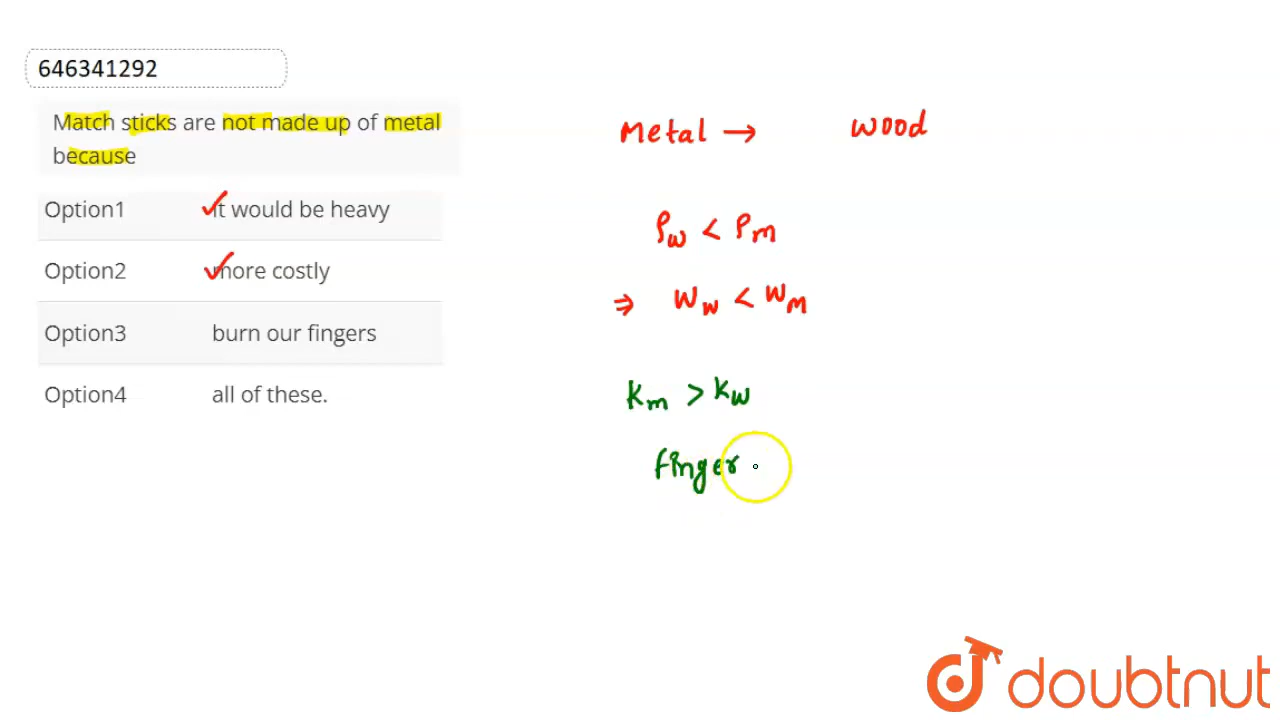 646341292
Match sticks are not made up of metal
because
Option1 it would be heavy
Option2 more costly
Option3 burn our fingers
Option4 all of these.
Metal → wood
ρw < ρm
⇒ Ww < Wm
Km > Kw
finger
doubtnut